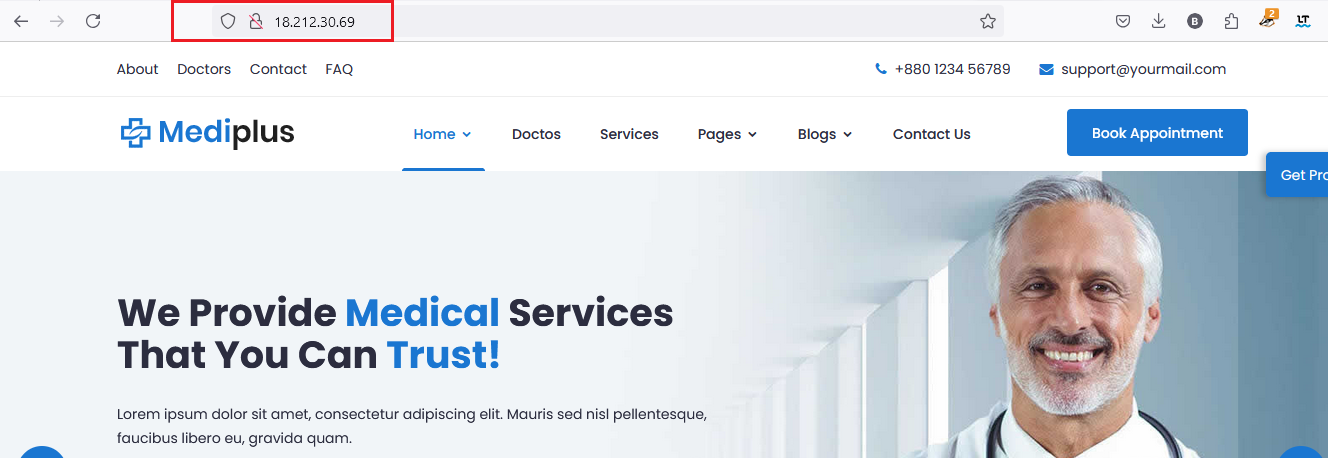 18.212.30.69
B
2
LT
About Doctors Contact FAQ
+880 1234 56789 support@yourmail.com
Mediplus
Home Doctos Services Pages Blogs Contact Us
Book Appointment
Get Pro
We Provide Medical Services
That You Can Trust!
Lorem ipsum dolor sit amet, consectetur adipiscing elit. Mauris sed nisl pellentesque,
faucibus libero eu, gravida quam.